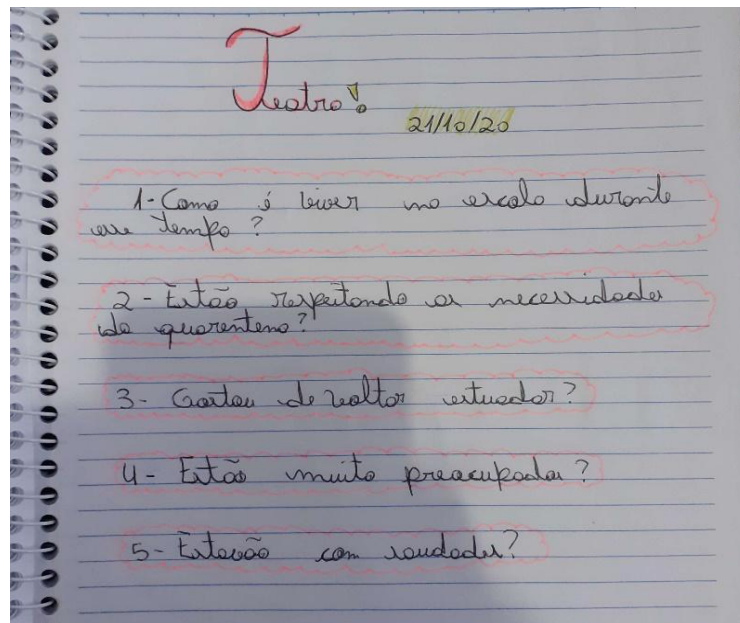 Teatro!
21/10/20
1- Como é viver na escola durante
esse tempo?
2 - Estão respeitando as necessidades
da quarentena?
3- Gostou de voltar estudar?
4- Estão muito preocupados?
5- Estavão com saudades?